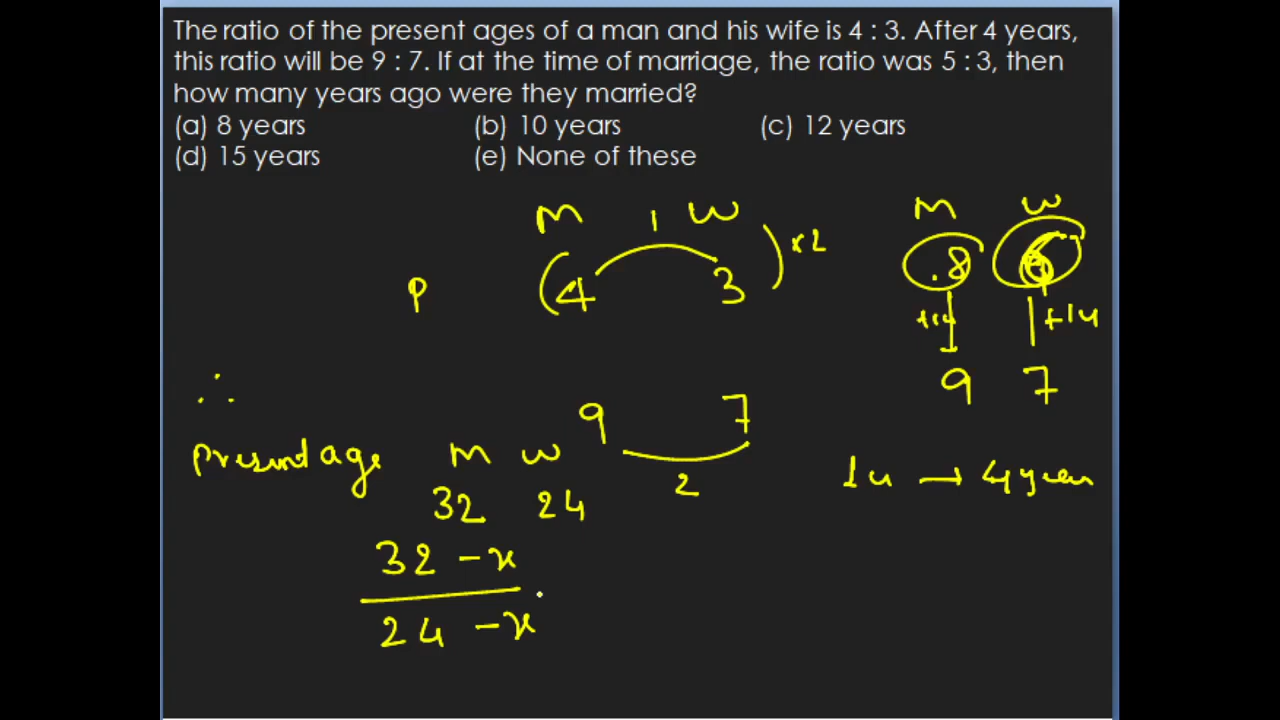 The ratio of the present ages of a man and his wife is 4 : 3. After 4 years,
this ratio will be 9 : 7. If at the time of marriage, the ratio was 5 : 3, then
how many years ago were they married?
(a) 8 years (b) 10 years (c) 12 years
(d) 15 years (e) None of these
M 1 W M W
P (4 3)×2 8 6
+1u +1u
9 7
∴ 9 7
present age M W 2 1u → 4 year
32 24
32 - x
24 - x